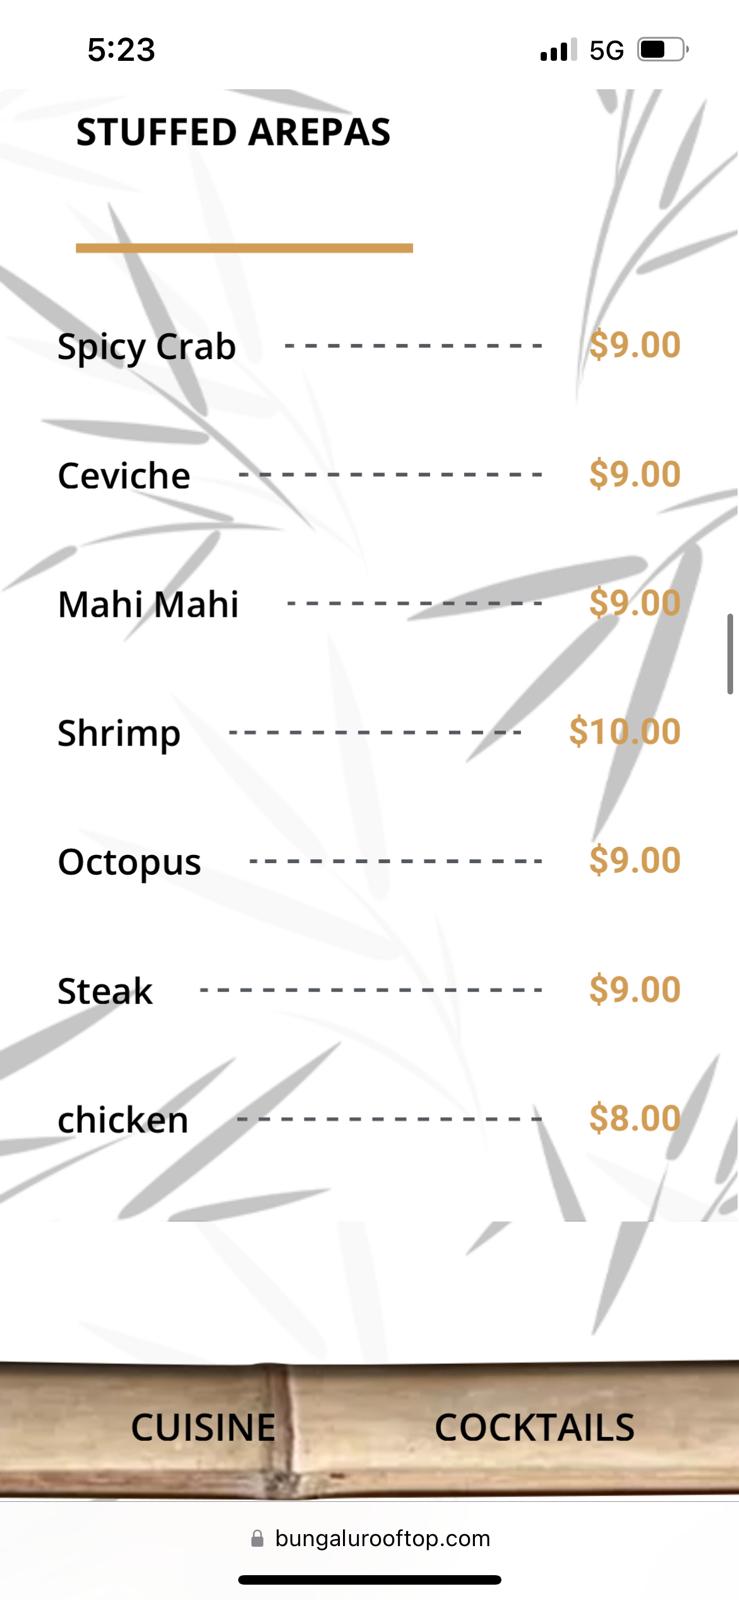 5:23 5G
STUFFED AREPAS
Spicy Crab $9.00
Ceviche $9.00
Mahi Mahi $9.00
Shrimp $10.00
Octopus $9.00
Steak $9.00
chicken $8.00
CUISINE COCKTAILS
bungalurooftop.com